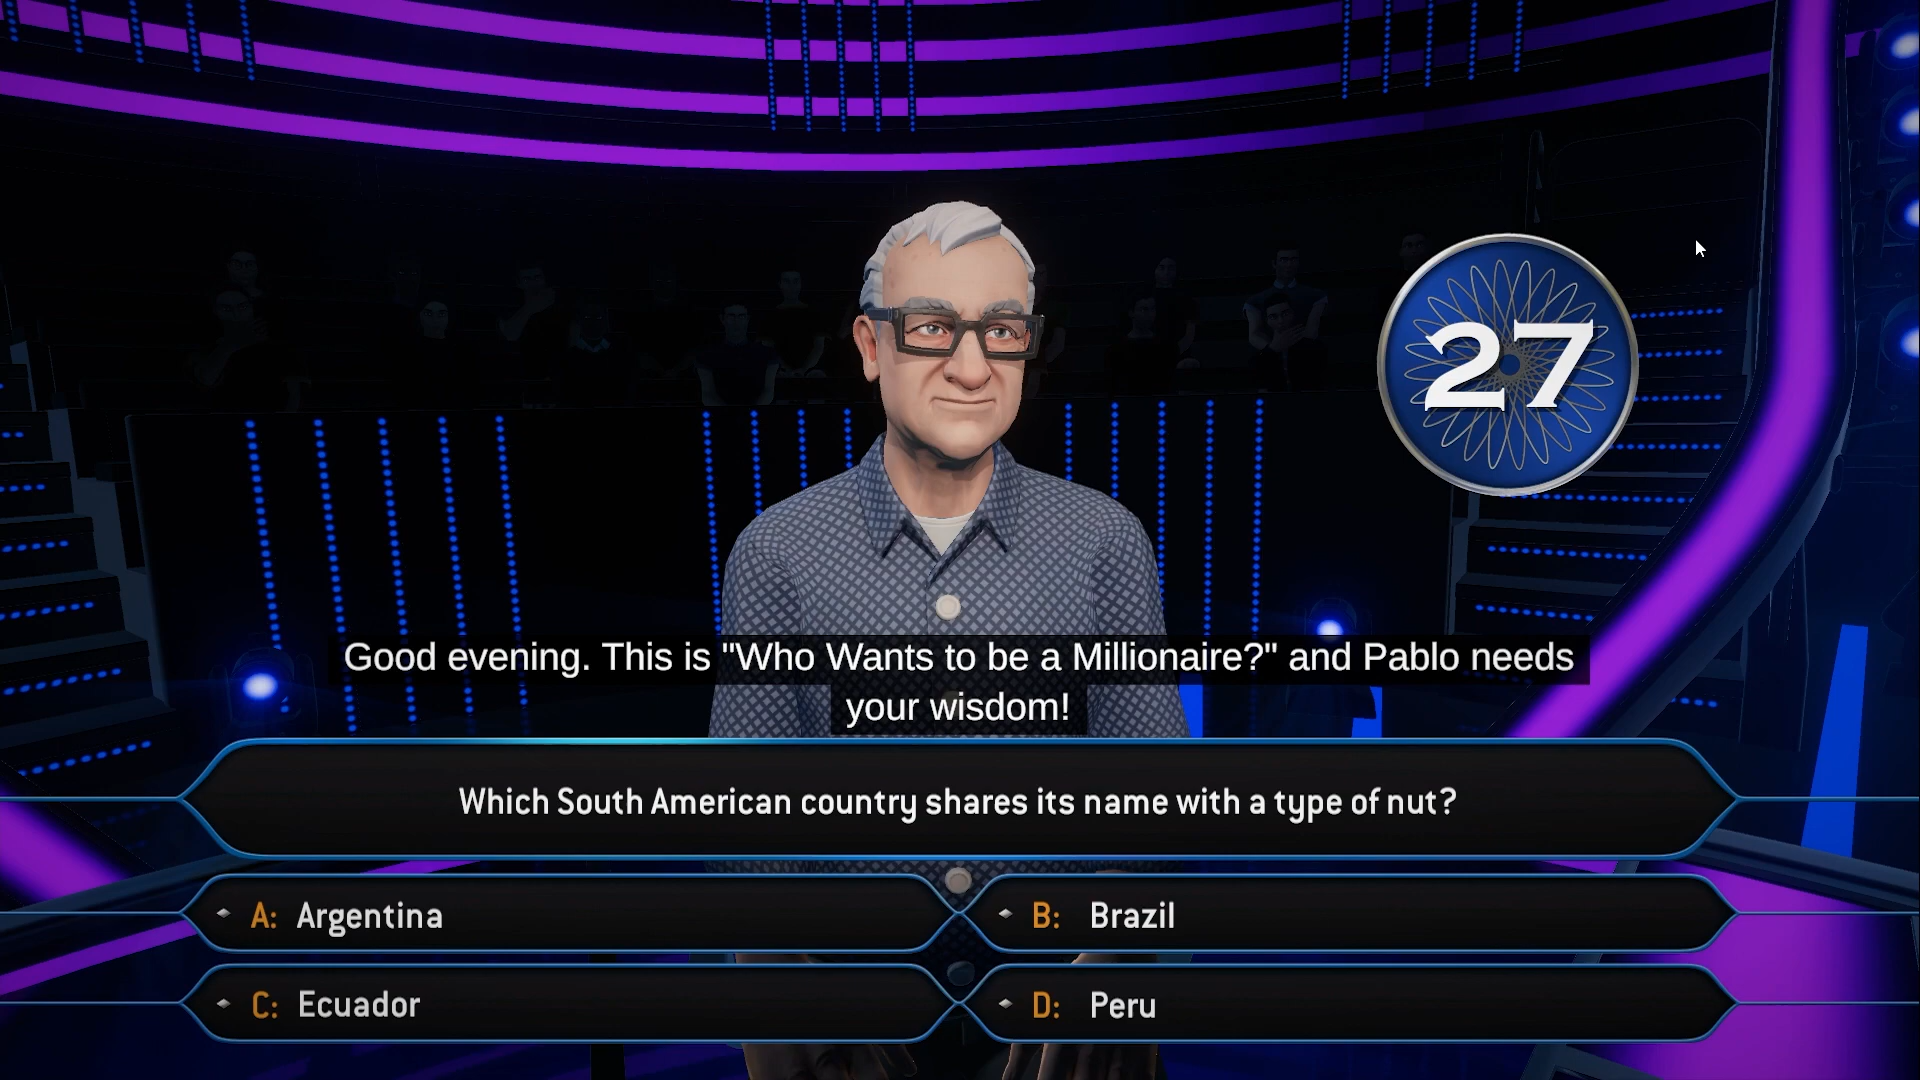 27
Good evening. This is "Who Wants to be a Millionaire?" and Pablo needs
your wisdom!
Which South American country shares its name with a type of nut?
A: Argentina
B: Brazil
C: Ecuador
D: Peru